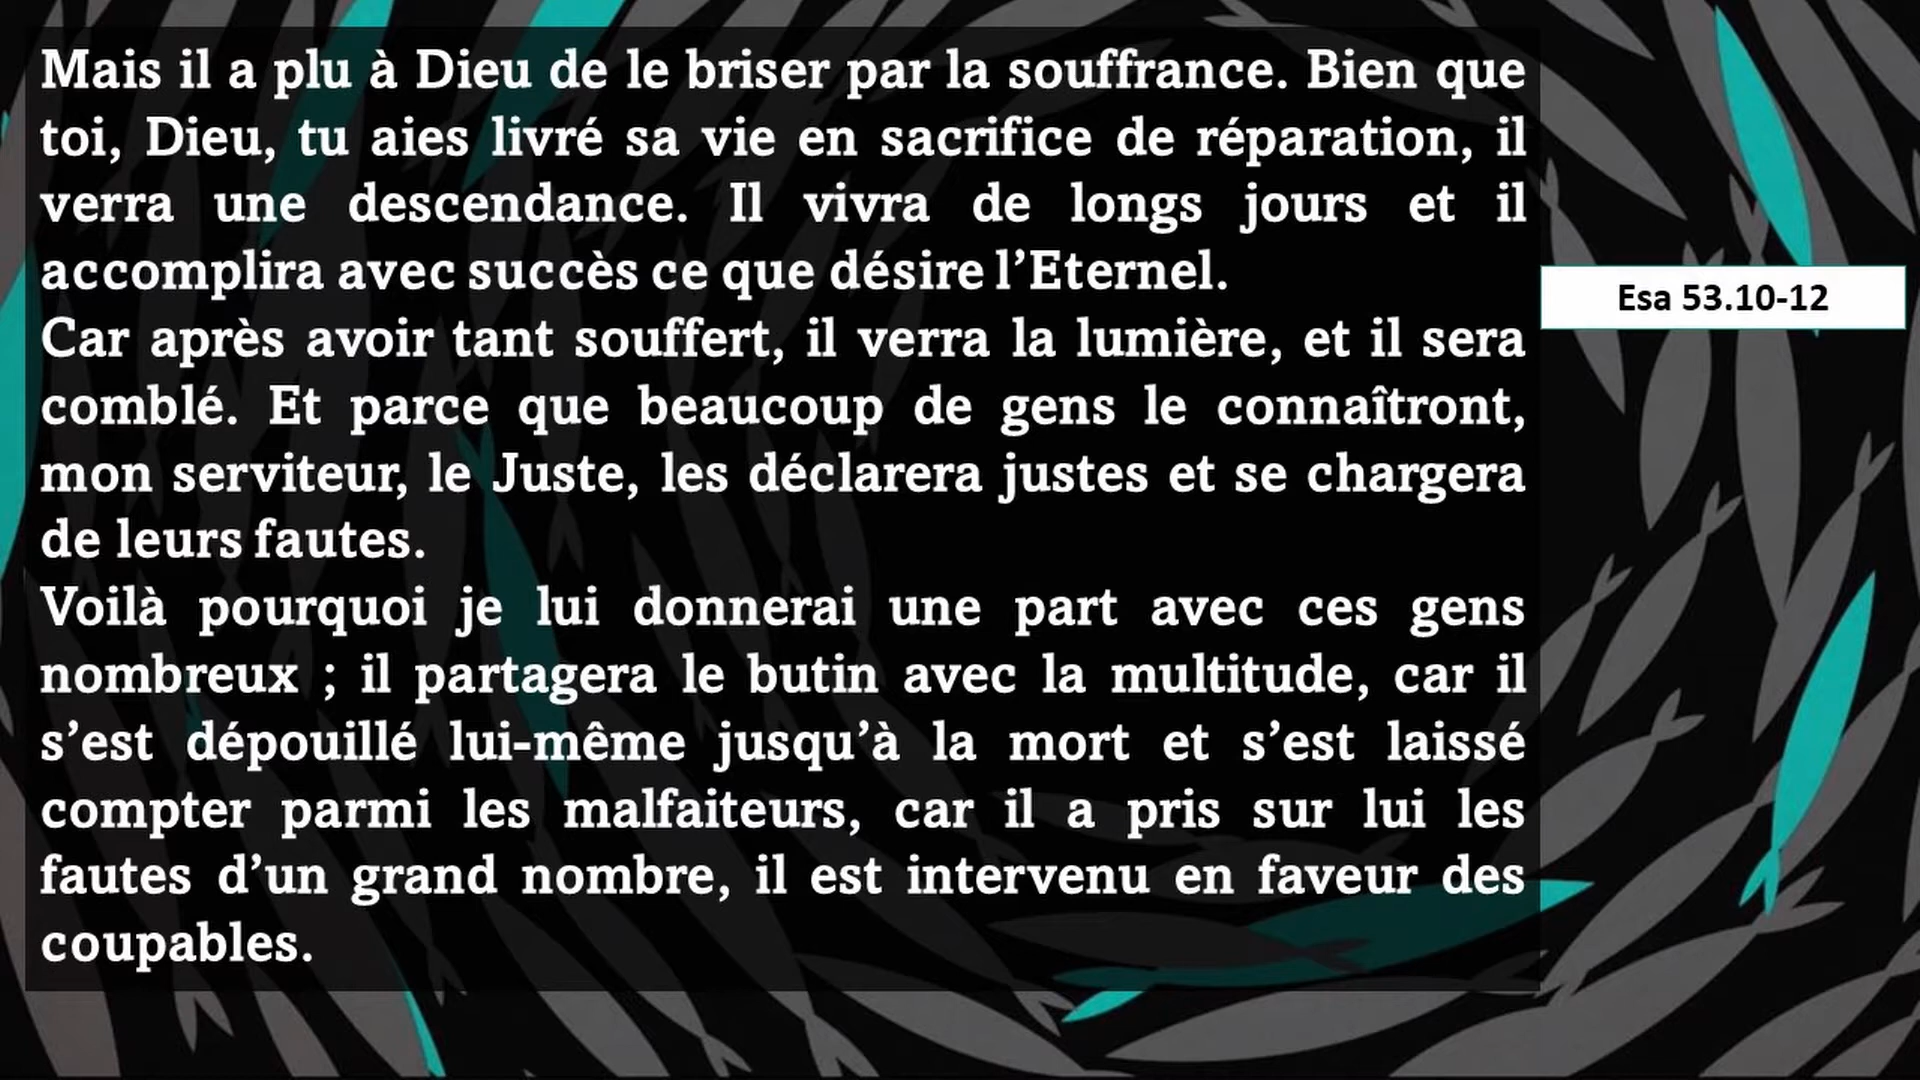 Mais il a plu à Dieu de le briser par la souffrance. Bien que
toi, Dieu, tu aies livré sa vie en sacrifice de réparation, il
verra une descendance. Il vivra de longs jours et il
accomplira avec succès ce que désire l’Eternel.
Car après avoir tant souffert, il verra la lumière, et il sera
comblé. Et parce que beaucoup de gens le connaîtront,
mon serviteur, le Juste, les déclarera justes et se chargera
de leurs fautes.
Voilà pourquoi je lui donnerai une part avec ces gens
nombreux ; il partagera le butin avec la multitude, car il
s’est dépouillé lui-même jusqu’à la mort et s’est laissé
compter parmi les malfaiteurs, car il a pris sur lui les
fautes d’un grand nombre, il est intervenu en faveur des
coupables.
Esa 53.10-12